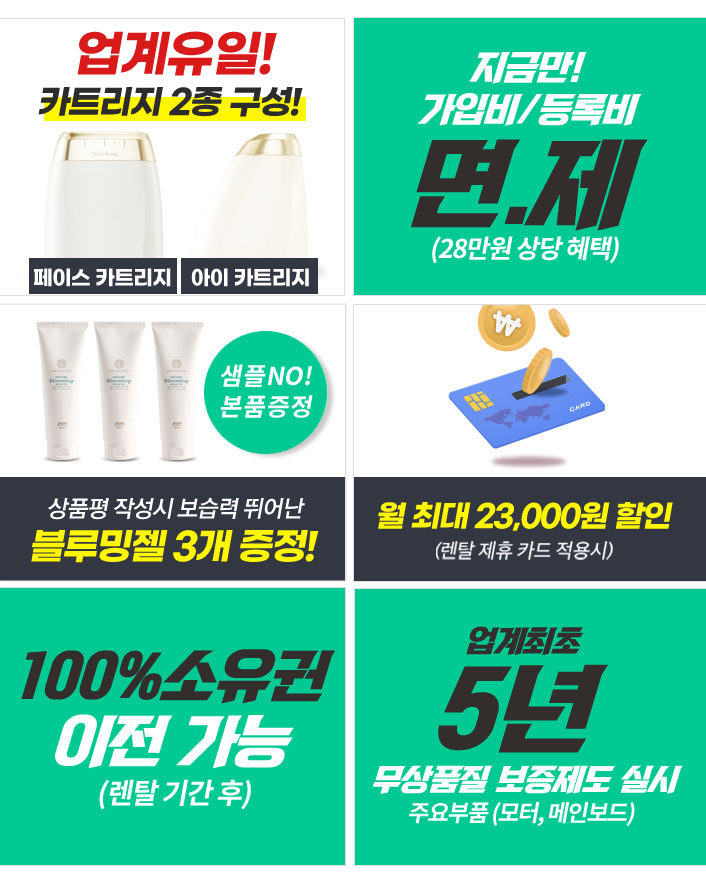 업계유일!
카트리지 2종 구성!
페이스 카트리지
아이 카트리지
지금만!
가입비/등록비
면.제
(28만원 상당 혜택)
Blooming
Blooming
Blooming
샘플NO!
본품증정
상품평 작성시 보습력 뛰어난
블루밍젤 3개 증정!
CARD
월 최대 23,000원 할인
(렌탈 제휴 카드 적용시)
100%소유권
이전 가능
(렌탈 기간 후)
업계최초
5년
무상품질 보증제도 실시
주요부품 (모터, 메인보드)